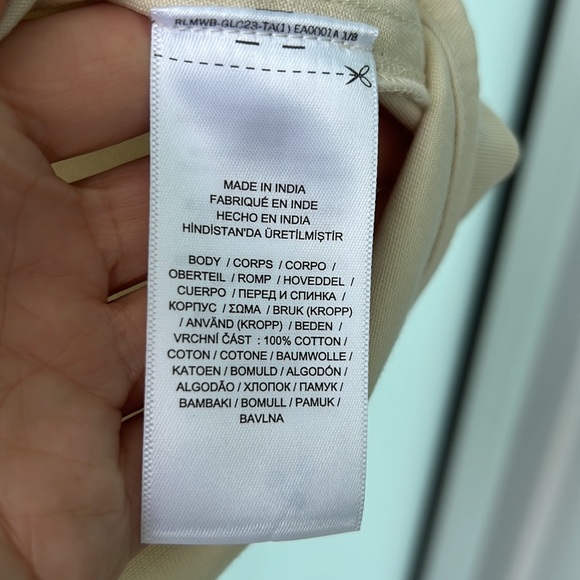 RLMWB-GLC23-TA(1) EA0001A 1/8
MADE IN INDIA
FABRIQUÉ EN INDE
HECHO EN INDIA
HİNDİSTAN'DA ÜRETİLMİŞTİR
BODY / CORPS / CORPO /
OBERTEIL / ROMP / HOVEDDEL /
CUERPO / ПЕРЕД И СПИНКА /
КОРПУС / ΣΩΜΑ / BRUK (KROPP)
/ ANVÄND (KROPP) / BEDEN /
VRCHNÍ ČÁST : 100% COTTON /
COTON / COTONE / BAUMWOLLE /
KATOEN / BOMULD / ALGODÓN /
ALGODÃO / ХЛОПОК / ПАМУК /
BAMBAKI / BOMULL / PAMUK /
BAVLNA